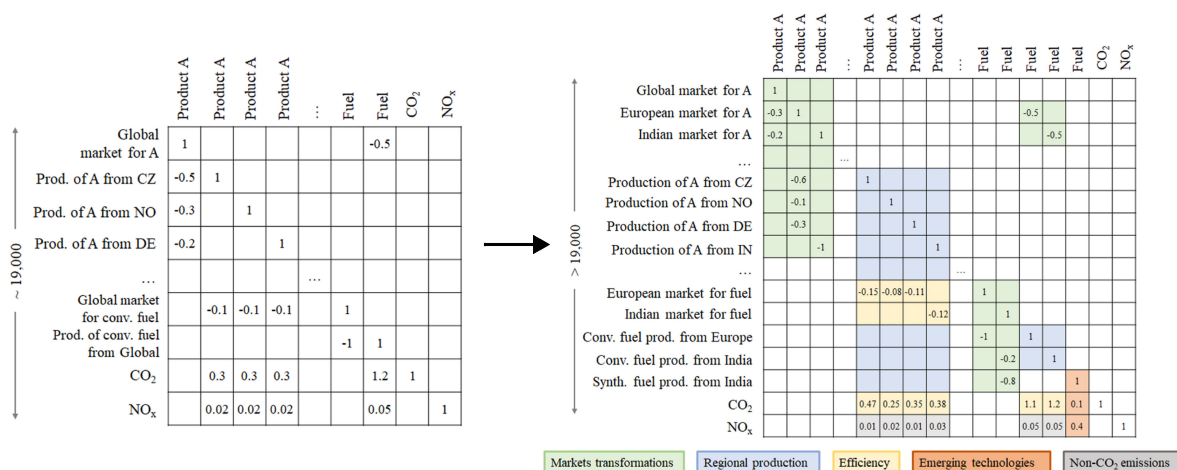 Product A Product A Product A Product A … Fuel Fuel CO₂ NOₓ
~ 19,000
Global
market for A 1 -0.5
Prod. of A from CZ -0.5 1
Prod. of A from NO -0.3 1
Prod. of A from DE -0.2 1
… …
Global market
for conv. fuel -0.1 -0.1 -0.1 1
Prod. of conv. fuel
from Global -1 1
CO₂ 0.3 0.3 0.3 1.2 1
NOₓ 0.02 0.02 0.02 0.05 1
Product A Product A Product A … Product A Product A Product A Product A … Fuel Fuel Fuel Fuel Fuel CO₂ NOₓ
> 19,000
Global market for A 1
European market for A -0.3 1 -0.5
Indian market for A -0.2 1 -0.5
… …
Production of A from CZ -0.6 1
Production of A from NO -0.1 1
Production of A from DE -0.3 1
Production of A from IN -1 1
… …
European market for fuel -0.15 -0.08 -0.11 1
Indian market for fuel -0.12 1
Conv. fuel prod. from Europe -1 1
Conv. fuel prod. from India -0.2 1
Synth. fuel prod. from India -0.8 1
CO₂ 0.47 0.25 0.35 0.38 1.1 1.2 0.1 1
NOₓ 0.01 0.02 0.01 0.03 0.05 0.05 0.4 1
Markets transformations Regional production Efficiency Emerging technologies Non-CO₂ emissions